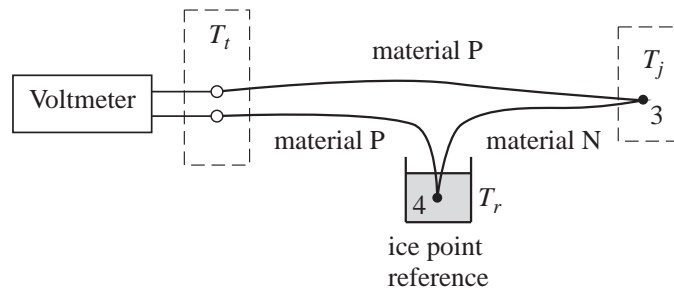 T_t
material P
T_j
Voltmeter
3
material P
material N
4
T_r
ice point
reference